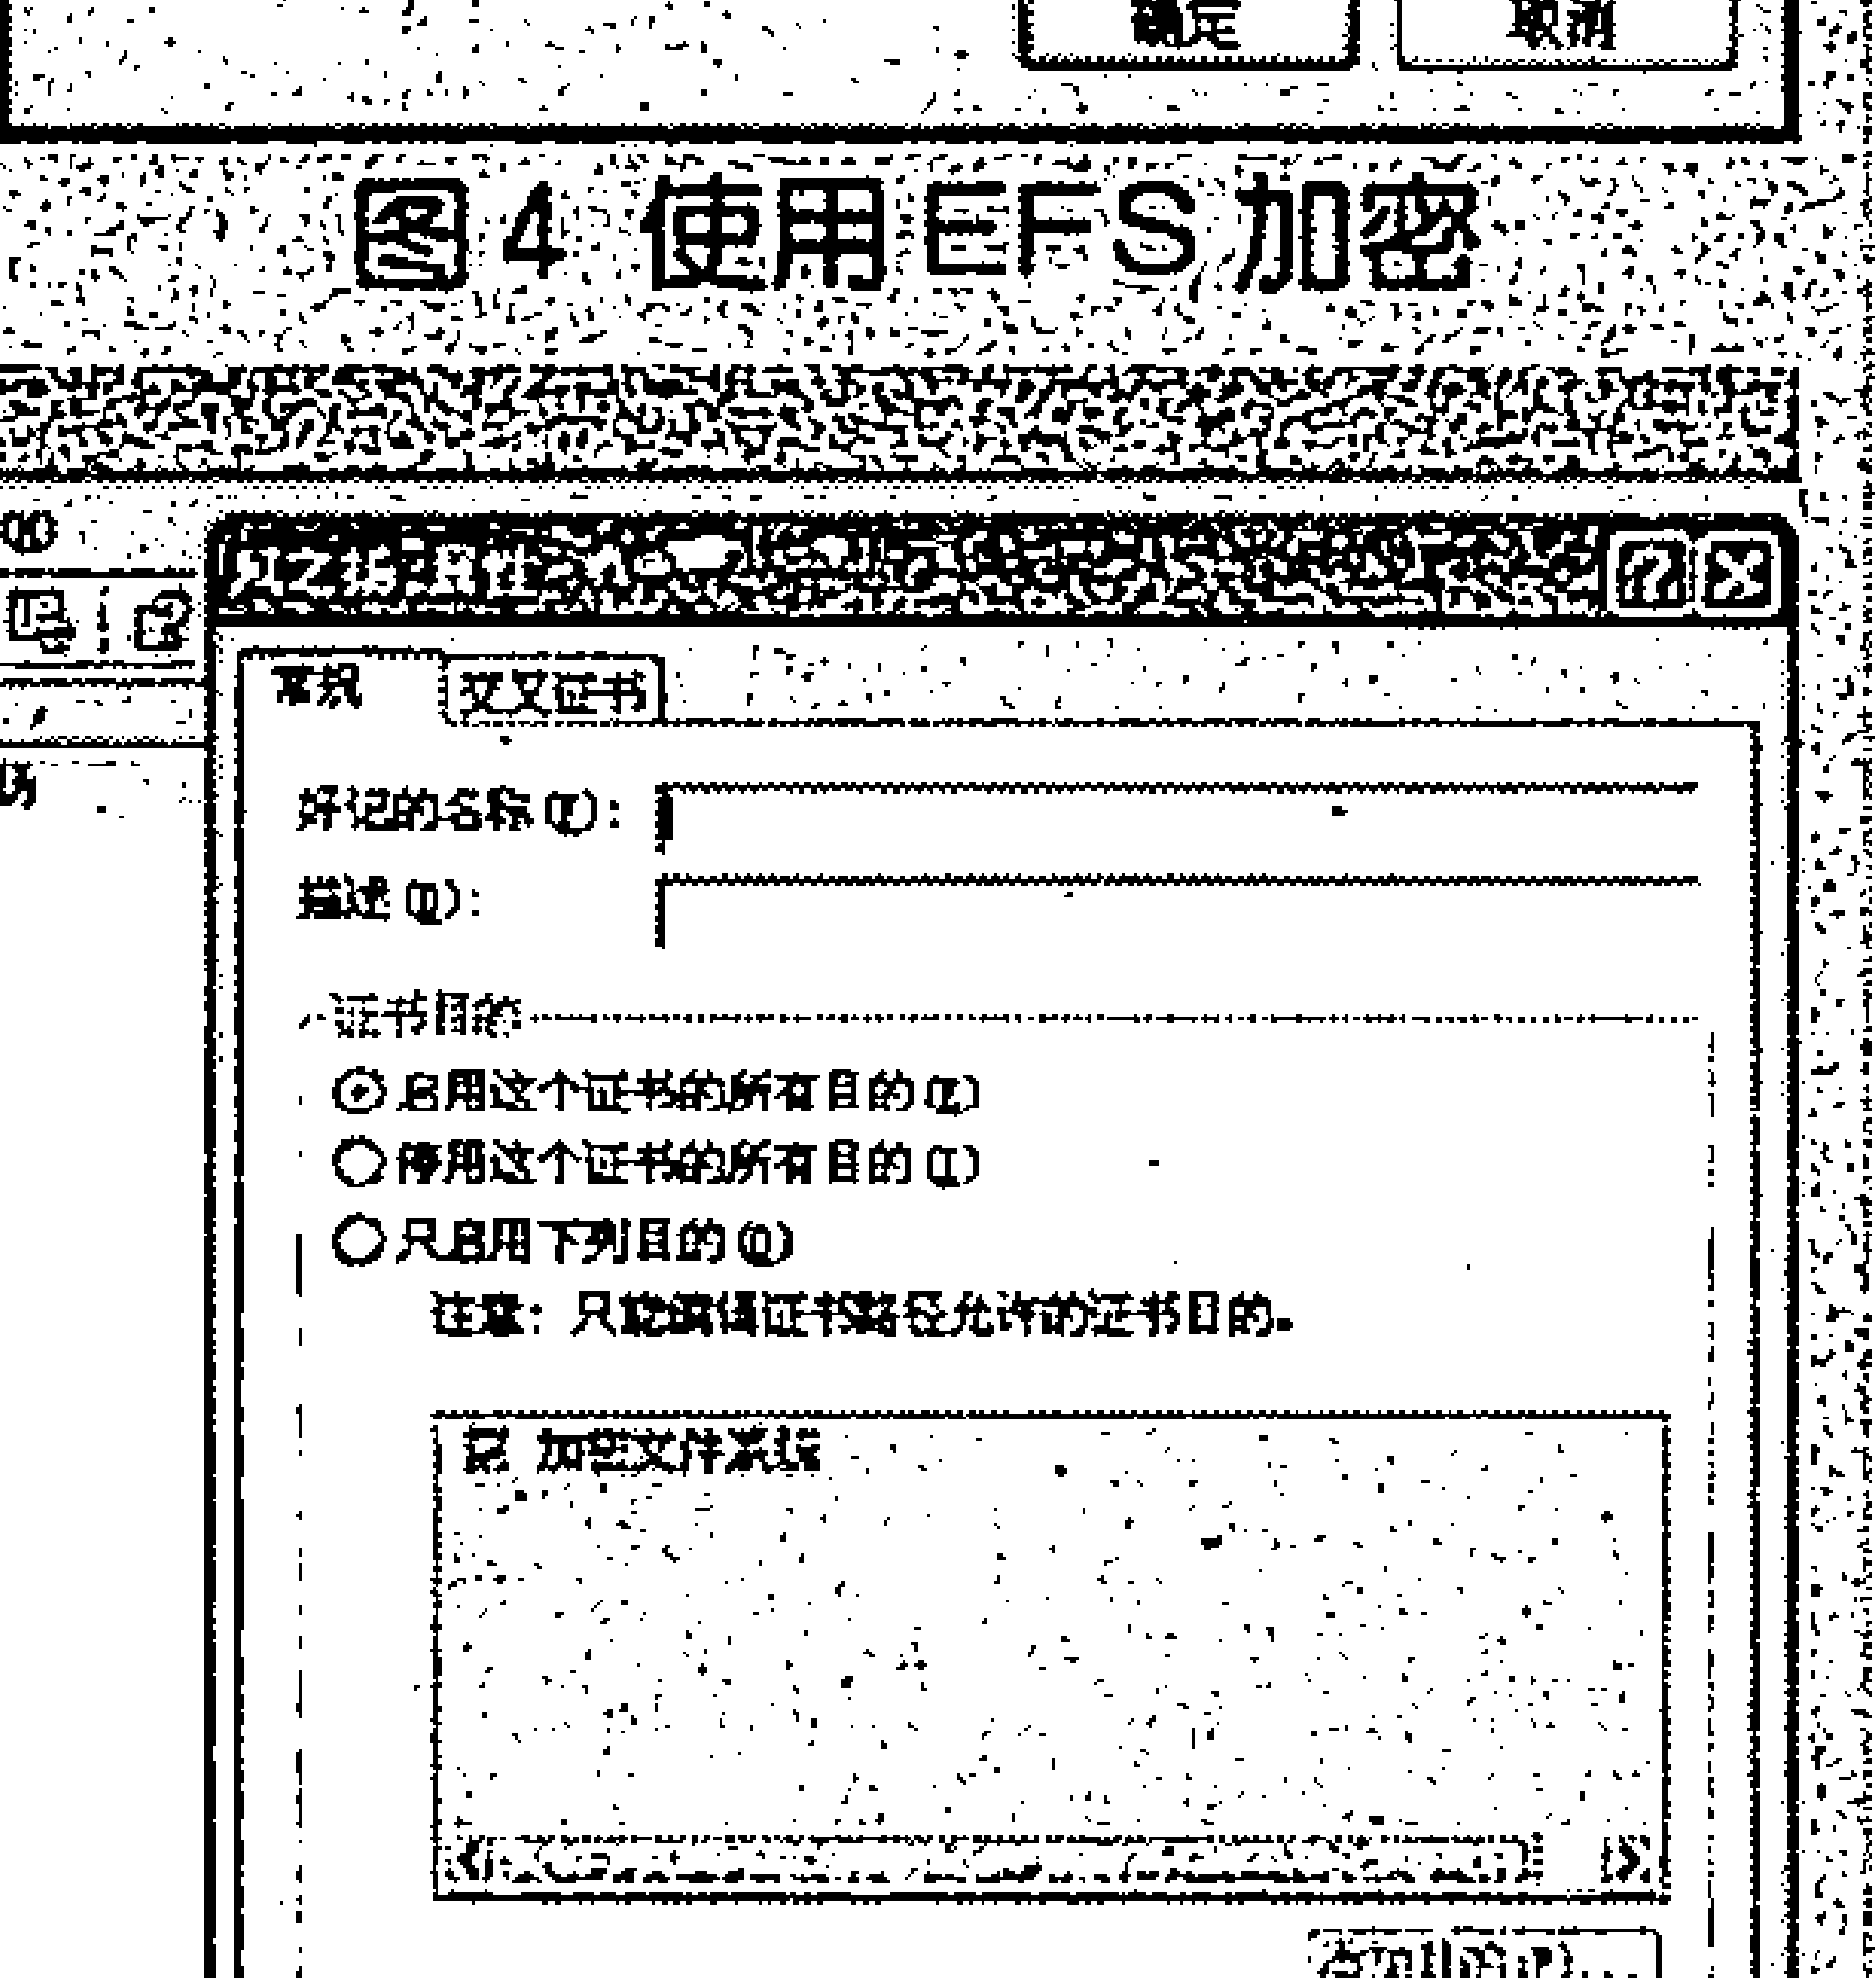 确定 取消
图4 使用EFS加密
常规 交叉证书
好记的名称(F):
描述(D):
证书目的
启用这个证书的所有目的(E)
停用这个证书的所有目的(I)
只启用下列目的(O)
注意: 只能编辑证书路径允许的证书目的。
加密文件系统